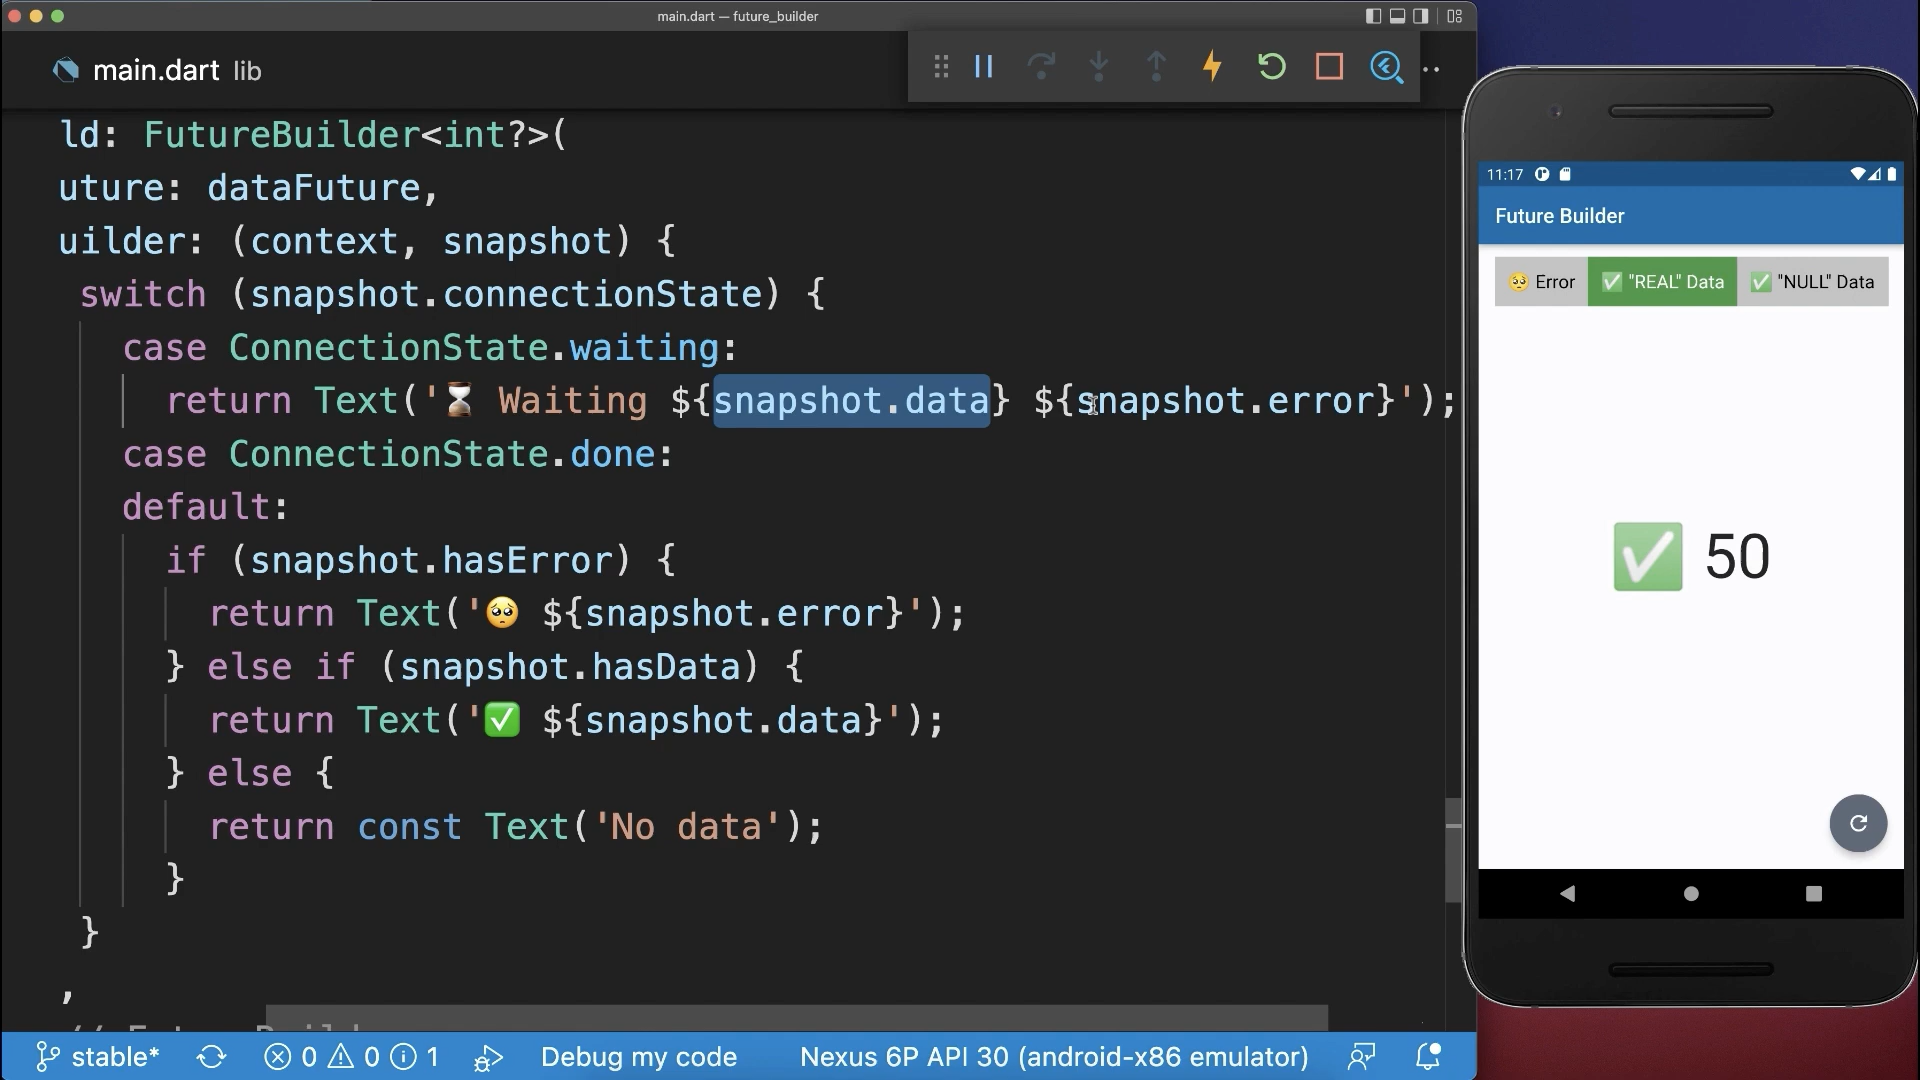 main.dart — future_builder
main.dart lib
ld: FutureBuilder<int?>(
uture: dataFuture,
uilder: (context, snapshot) {
switch (snapshot.connectionState) {
case ConnectionState.waiting:
return Text('⏳ Waiting ${snapshot.data} ${snapshot.error}');
case ConnectionState.done:
default:
if (snapshot.hasError) {
return Text('🥺 ${snapshot.error}');
} else if (snapshot.hasData) {
return Text('✅ ${snapshot.data}');
} else {
return const Text('No data');
}
}
,
stable* 0 0 1 Debug my code Nexus 6P API 30 (android-x86 emulator)
11:17
Future Builder
🥺 Error ✅ "REAL" Data ✅ "NULL" Data
✅ 50